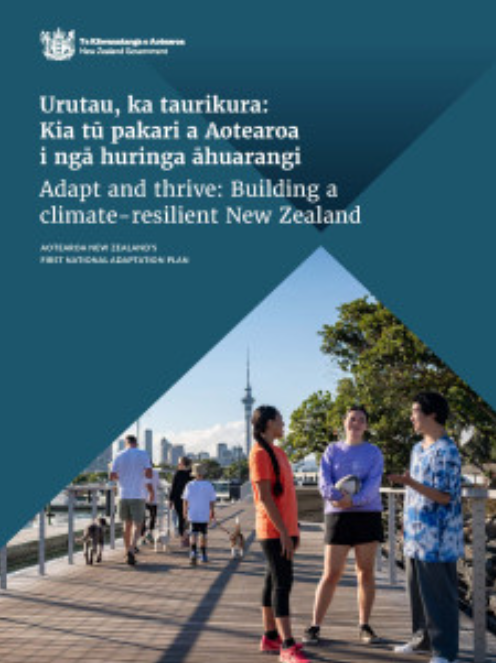 Te Kāwanatanga o Aotearoa
New Zealand Government
Urutau, ka taurikura:
Kia tū pakari a Aotearoa
i ngā huringa āhuarangi
Adapt and thrive: Building a
climate-resilient New Zealand
AOTEAROA NEW ZEALAND'S
FIRST NATIONAL ADAPTATION PLAN